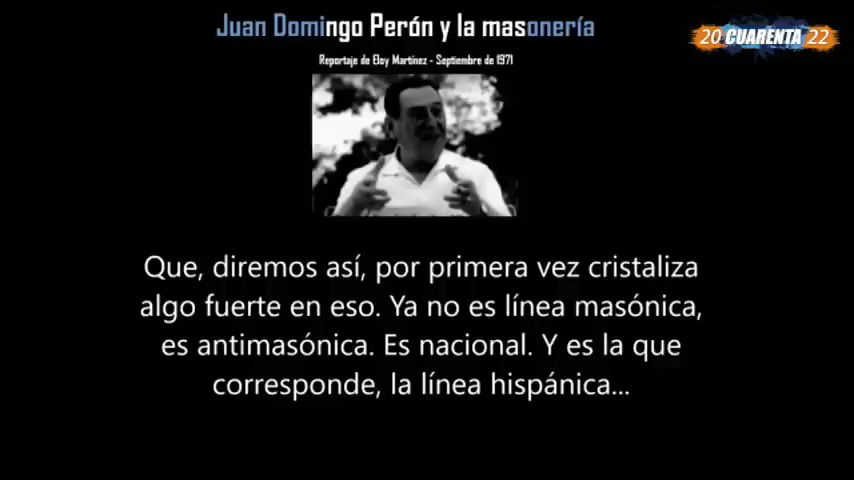 Juan Domingo Perón y la masonería
20 CUARENTA 22
Reportaje de Eloy Martínez - Septiembre de 1971
Que, diremos así, por primera vez cristaliza
algo fuerte en eso. Ya no es línea masónica,
es antimasónica. Es nacional. Y es la que
corresponde, la línea hispánica...